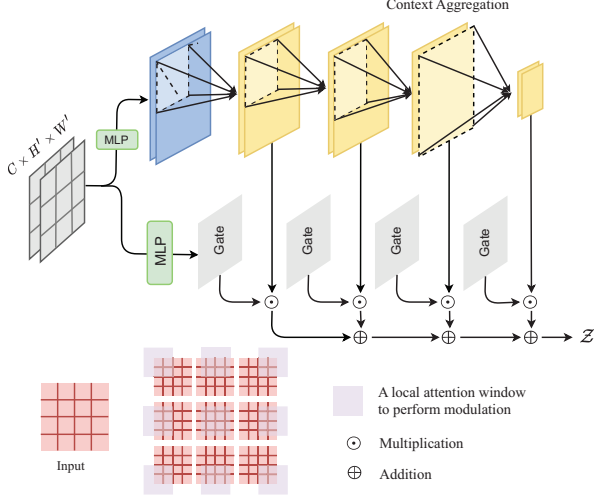 Context Aggregation
C × H′ × W′
MLP
MLP
Gate
Gate
Gate
Gate
Z
A local attention window
to perform modulation
Multiplication
Addition
Input